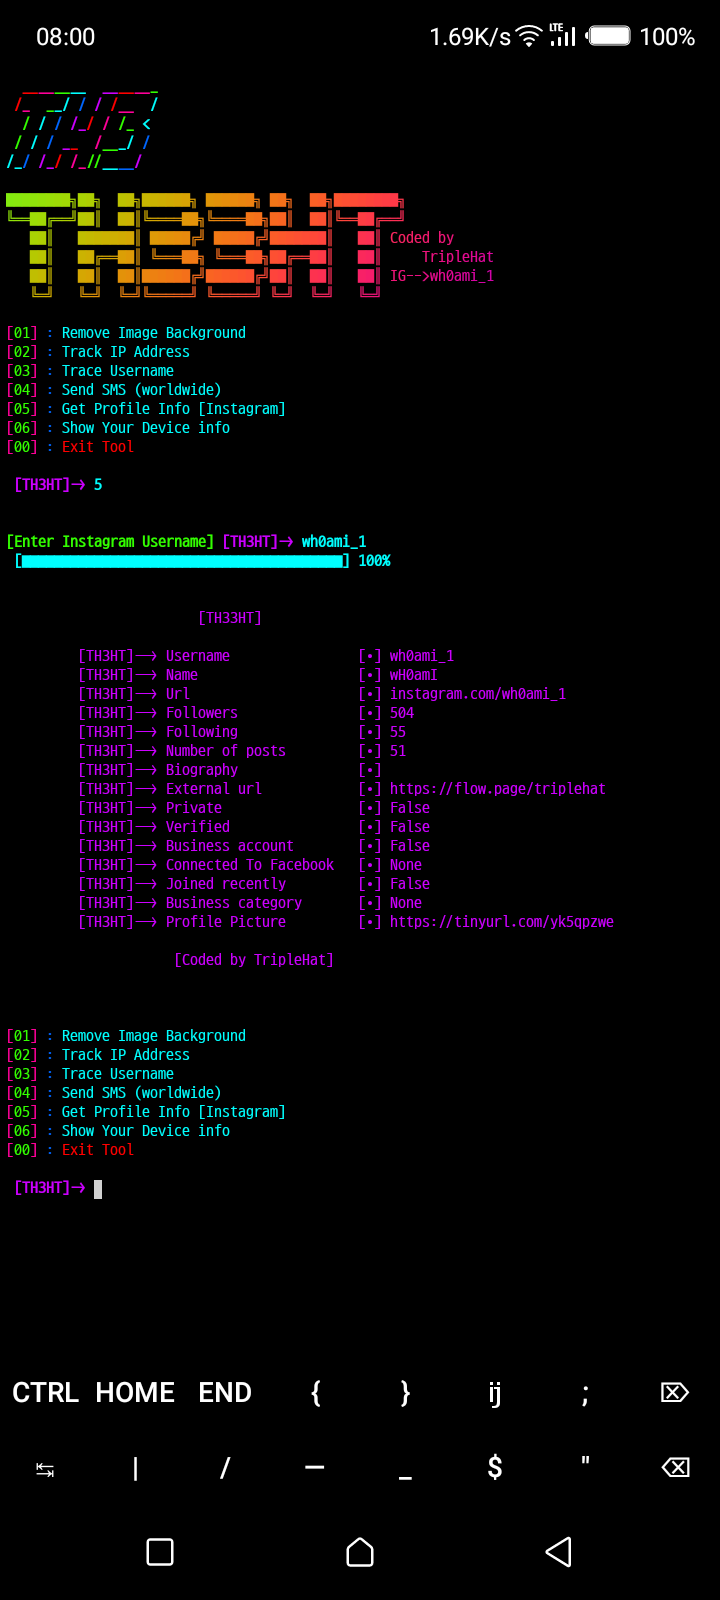 08:00 1.69K/s LTE 100%
TH33HT
Coded by
TripleHat
IG-->wh0ami_1
[01] : Remove Image Background
[02] : Track IP Address
[03] : Trace Username
[04] : Send SMS (worldwide)
[05] : Get Profile Info [Instagram]
[06] : Show Your Device info
[00] : Exit Tool
[TH3HT]-> 5
[Enter Instagram Username] [TH3HT]-> wh0ami_1
[] 100%
[TH33HT]
[TH3HT]--> Username [•] wh0ami_1
[TH3HT]--> Name [•] wH0amI
[TH3HT]--> Url [•] instagram.com/wh0ami_1
[TH3HT]--> Followers [•] 504
[TH3HT]--> Following [•] 55
[TH3HT]--> Number of posts [•] 51
[TH3HT]--> Biography [•]
[TH3HT]--> External url [•] https://flow.page/triplehat
[TH3HT]--> Private [•] False
[TH3HT]--> Verified [•] False
[TH3HT]--> Business account [•] False
[TH3HT]--> Connected To Facebook [•] None
[TH3HT]--> Joined recently [•] False
[TH3HT]--> Business category [•] None
[TH3HT]--> Profile Picture [•] https://tinyurl.com/yk5qpzwe
[Coded by TripleHat]
[01] : Remove Image Background
[02] : Track IP Address
[03] : Trace Username
[04] : Send SMS (worldwide)
[05] : Get Profile Info [Instagram]
[06] : Show Your Device info
[00] : Exit Tool
[TH3HT]->
CTRL HOME END { } ij ;
| / — _ $ "